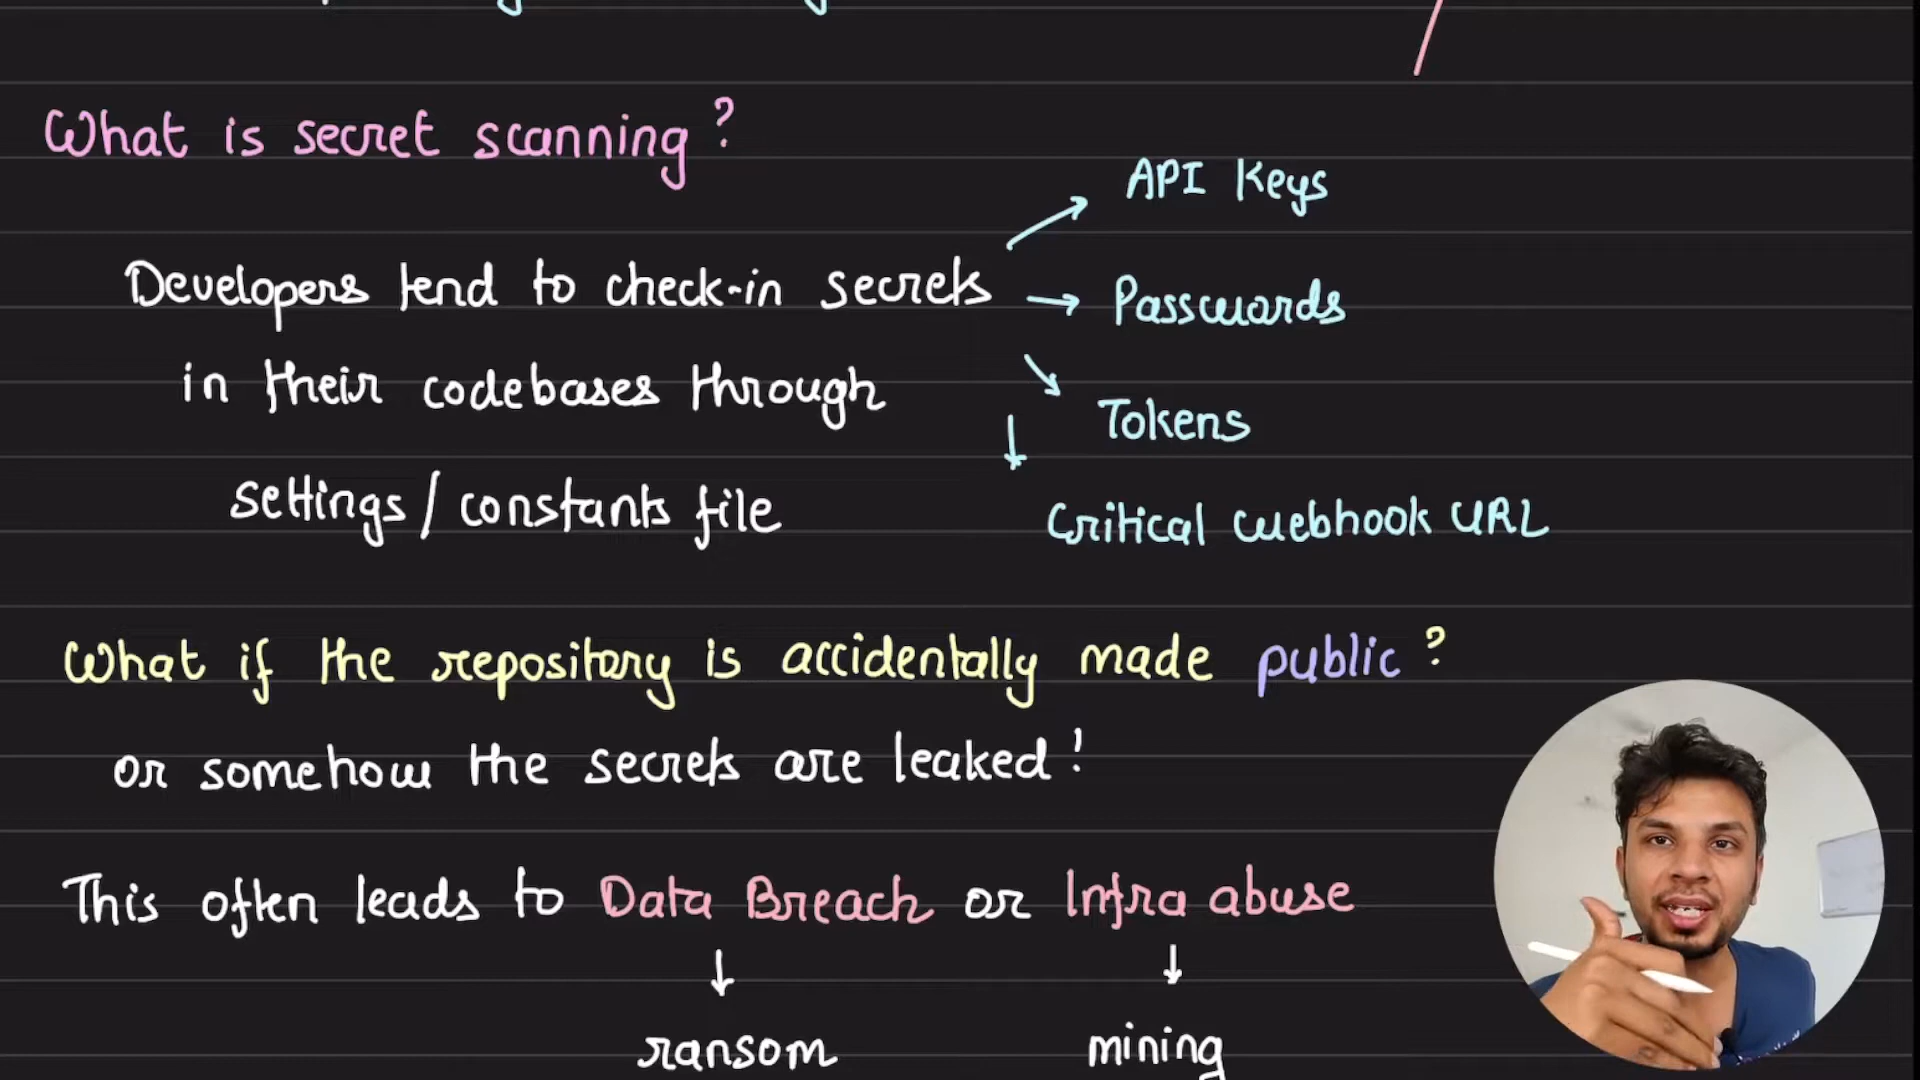 What is secret scanning?
API Keys
Developers tend to check-in secrets
Passwords
in their codebases through
Tokens
settings/constants file
Critical webhook URL
What if the repository is accidentally made public?
or somehow the secrets are leaked!
This often leads to Data Breach or Infra abuse
ransom
mining